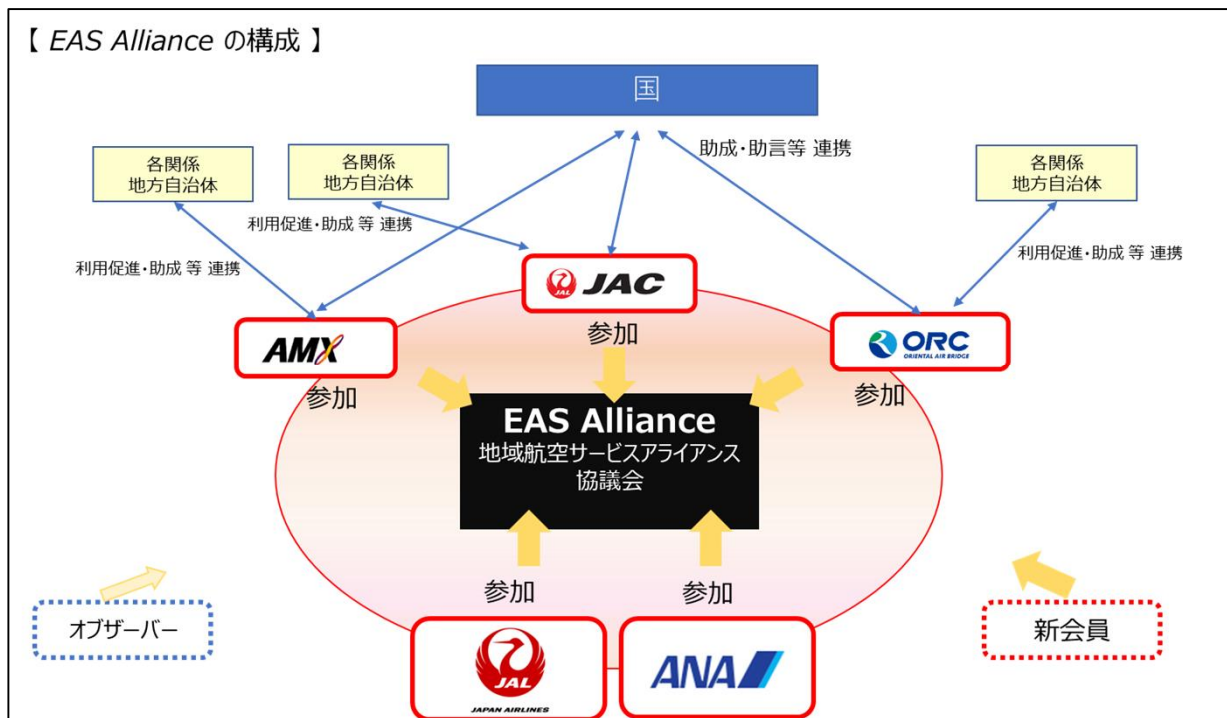 【 EAS Alliance の構成 】
国
各関係
地方自治体
各関係
地方自治体
助成・助言等 連携
各関係
地方自治体
利用促進・助成 等 連携
利用促進・助成 等 連携
利用促進・助成 等 連携
JAL JAC
参加
AMX
参加
ORC
ORIENTAL AIR BRIDGE
参加
EAS Alliance
地域航空サービスアライアンス
協議会
参加
参加
オブザーバー
新会員
JAL
JAPAN AIRLINES
ANA